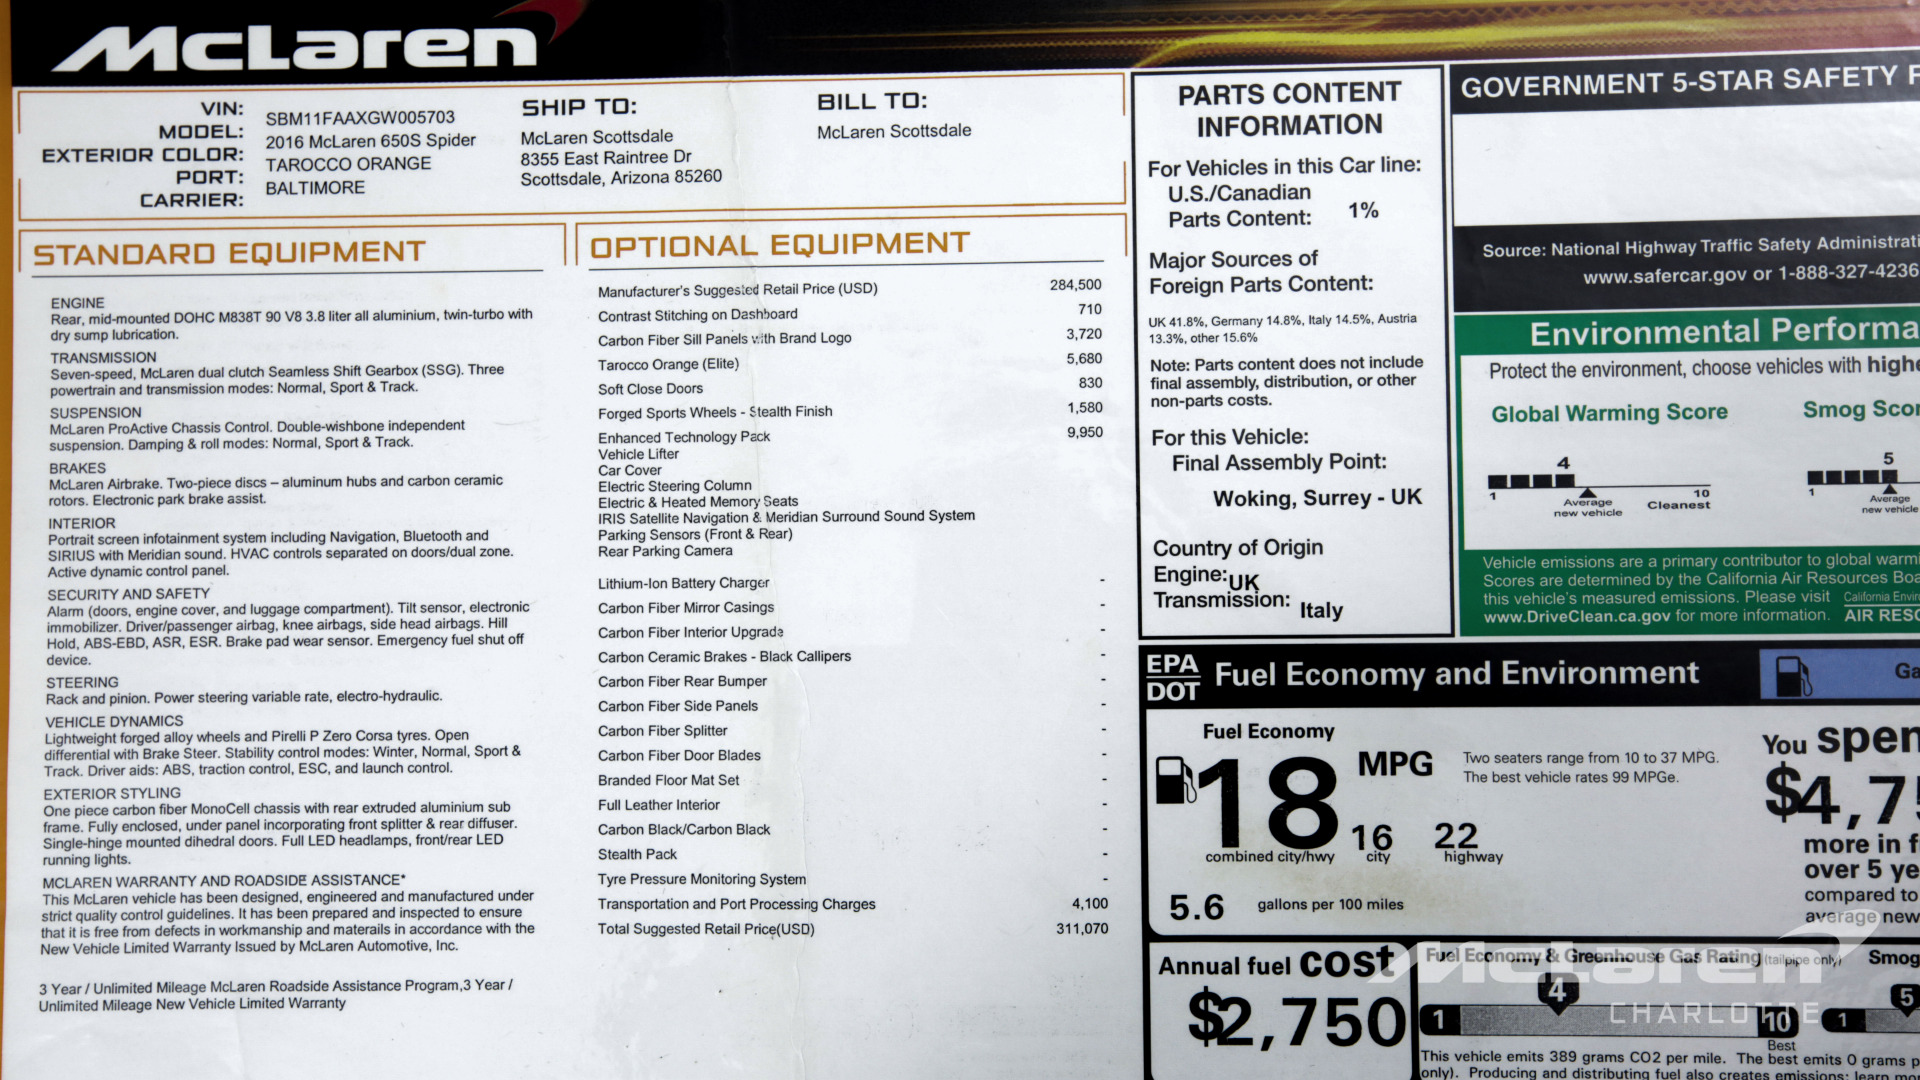 McLaren
VIN: SBM11FAAXGW005703
MODEL: 2016 McLaren 650S Spider
EXTERIOR COLOR: TAROCCO ORANGE
PORT: BALTIMORE
CARRIER:
SHIP TO:
McLaren Scottsdale
8355 East Raintree Dr
Scottsdale, Arizona 85260
BILL TO:
McLaren Scottsdale
STANDARD EQUIPMENT
ENGINE
Rear, mid-mounted DOHC M838T 90 V8 3.8 liter all aluminium, twin-turbo with
dry sump lubrication.
TRANSMISSION
Seven-speed, McLaren dual clutch Seamless Shift Gearbox (SSG). Three
powertrain and transmission modes: Normal, Sport & Track.
SUSPENSION
McLaren ProActive Chassis Control. Double-wishbone independent
suspension. Damping & roll modes: Normal, Sport & Track.
BRAKES
McLaren Airbrake. Two-piece discs – aluminum hubs and carbon ceramic
rotors. Electronic park brake assist.
INTERIOR
Portrait screen infotainment system including Navigation, Bluetooth and
SIRIUS with Meridian sound. HVAC controls separated on doors/dual zone.
Active dynamic control panel.
SECURITY AND SAFETY
Alarm (doors, engine cover, and luggage compartment). Tilt sensor, electronic
immobilizer. Driver/passenger airbag, knee airbags, side head airbags. Hill
Hold, ABS-EBD, ASR, ESR. Brake pad wear sensor. Emergency fuel shut off
device.
STEERING
Rack and pinion. Power steering variable rate, electro-hydraulic.
VEHICLE DYNAMICS
Lightweight forged alloy wheels and Pirelli P Zero Corsa tyres. Open
differential with Brake Steer. Stability control modes: Winter, Normal, Sport &
Track. Driver aids: ABS, traction control, ESC, and launch control.
EXTERIOR STYLING
One piece carbon fiber MonoCell chassis with rear extruded aluminium sub
frame. Fully enclosed, under panel incorporating front splitter & rear diffuser.
Single-hinge mounted dihedral doors. Full LED headlamps, front/rear LED
running lights.
MCLAREN WARRANTY AND ROADSIDE ASSISTANCE*
This McLaren vehicle has been designed, engineered and manufactured under
strict quality control guidelines. It has been prepared and inspected to ensure
that it is free from defects in workmanship and materails in accordance with the
New Vehicle Limited Warranty Issued by McLaren Automotive, Inc.
3 Year / Unlimited Mileage McLaren Roadside Assistance Program,3 Year /
Unlimited Mileage New Vehicle Limited Warranty
OPTIONAL EQUIPMENT
Manufacturer's Suggested Retail Price (USD) 284,500
Contrast Stitching on Dashboard 710
Carbon Fiber Sill Panels with Brand Logo 3,720
Tarocco Orange (Elite) 5,680
Soft Close Doors 830
Forged Sports Wheels - Stealth Finish 1,580
Enhanced Technology Pack 9,950
Vehicle Lifter
Car Cover
Electric Steering Column
Electric & Heated Memory Seats
IRIS Satellite Navigation & Meridian Surround Sound System
Parking Sensors (Front & Rear)
Rear Parking Camera
Lithium-Ion Battery Charger -
Carbon Fiber Mirror Casings -
Carbon Fiber Interior Upgrade -
Carbon Ceramic Brakes - Black Callipers -
Carbon Fiber Rear Bumper -
Carbon Fiber Side Panels -
Carbon Fiber Splitter -
Carbon Fiber Door Blades -
Branded Floor Mat Set -
Full Leather Interior -
Carbon Black/Carbon Black -
Stealth Pack -
Tyre Pressure Monitoring System -
Transportation and Port Processing Charges 4,100
Total Suggested Retail Price(USD) 311,070
PARTS CONTENT
INFORMATION
For Vehicles in this Car line:
U.S./Canadian
Parts Content: 1%
Major Sources of
Foreign Parts Content:
UK 41.8%, Germany 14.8%, Italy 14.5%, Austria
13.3%, other 15.6%
Note: Parts content does not include
final assembly, distribution, or other
non-parts costs.
For this Vehicle:
Final Assembly Point:
Woking, Surrey - UK
Country of Origin
Engine: UK
Transmission: Italy
GOVERNMENT 5-STAR SAFETY
Source: National Highway Traffic Safety
www.safercar.gov or 1-888-327-4236
Environmental
Protect the environment, choose vehicles with
Global Warming Score
Smog
4
1
Average
new vehicle
10
Cleanest
5
1
Average
new vehicle
Vehicle emissions are a primary contributor to global
Scores are determined by the California Air Resources
this vehicle's measured emissions. Please visit California
www.DriveClean.ca.gov for more information. AIR
EPA
DOT
Fuel Economy and Environment
Fuel Economy
18 MPG
combined city/hwy
16
city
22
highway
Two seaters range from 10 to 37 MPG.
The best vehicle rates 99 MPGe.
5.6 gallons per 100 miles
You
more in
over 5
compared to
average new
Annual fuel cost
$2,750
Fuel Economy & Greenhouse Gas Rating (tailpipe only)
Smog
4
1
10
Best
5
1
This vehicle emits 389 grams CO2 per mile. The best emits 0 grams
only). Producing and distributing fuel also creates emissions; learn
McLaren
CHARLOTTE